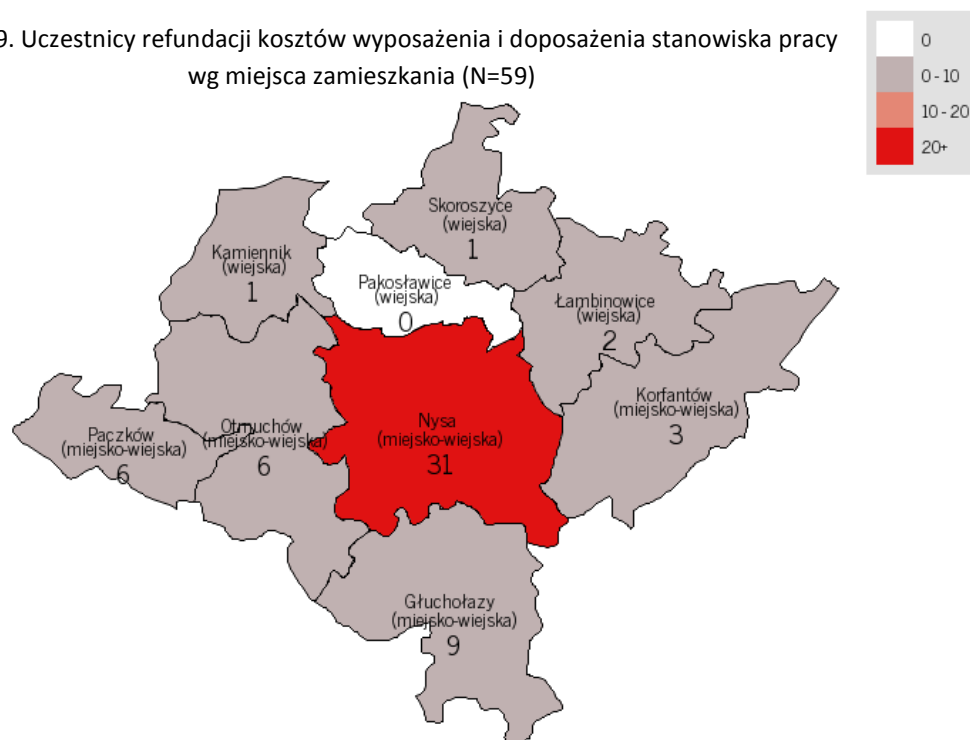 9. Uczestnicy refundacji kosztów wyposażenia i doposażenia stanowiska pracy
wg miejsca zamieszkania (N=59)
0
0 - 10
10 - 20
20+
Skoroszyce
(wiejska)
1
Kamiennik
(wiejska)
1
Pakosławice
(wiejska)
0
Łambinowice
(wiejska)
2
Korfantów
(miejsko-wiejska)
3
Nysa
(miejsko-wiejska)
31
Otmuchów
(miejsko-wiejska)
6
Paczków
(miejsko-wiejska)
6
Głuchołazy
(miejsko-wiejska)
9